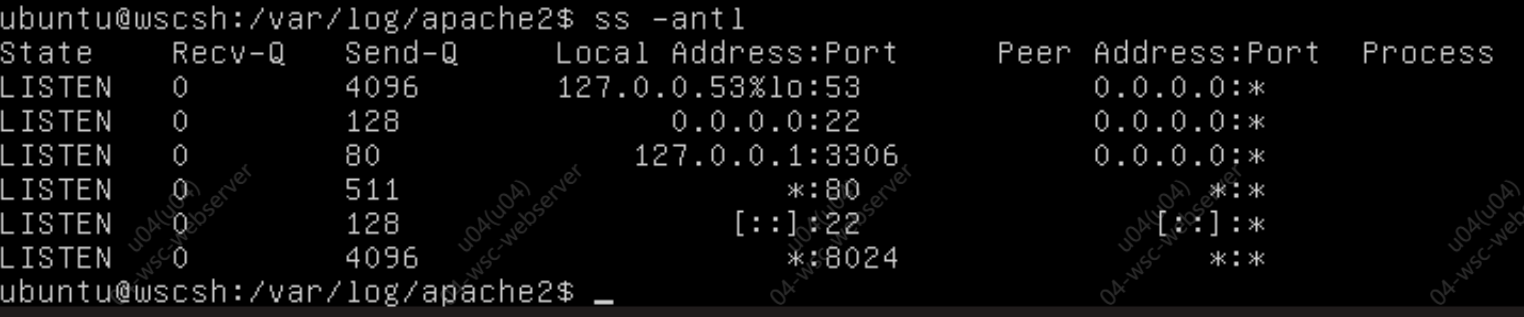 ubuntu@wscsh:/var/log/apache2$ ss -antl
State Recv-Q Send-Q Local Address:Port Peer Address:Port Process
LISTEN 0 4096 127.0.0.53%lo:53 0.0.0.0:*
LISTEN 0 128 0.0.0.0:22 0.0.0.0:*
LISTEN 0 80 127.0.0.1:3306 0.0.0.0:*
LISTEN 0 511 *:80 *:*
LISTEN 0 128 [::]:22 [::]:*
LISTEN 0 4096 *:8024 *:*
ubuntu@wscsh:/var/log/apache2$ _
u04(u04)
04-wsc-webserver
u04(u04)
04-wsc-webserver
u04(u04)
04-wsc-webserver
u04(u04)
04-wsc-webserver
u04(u04)